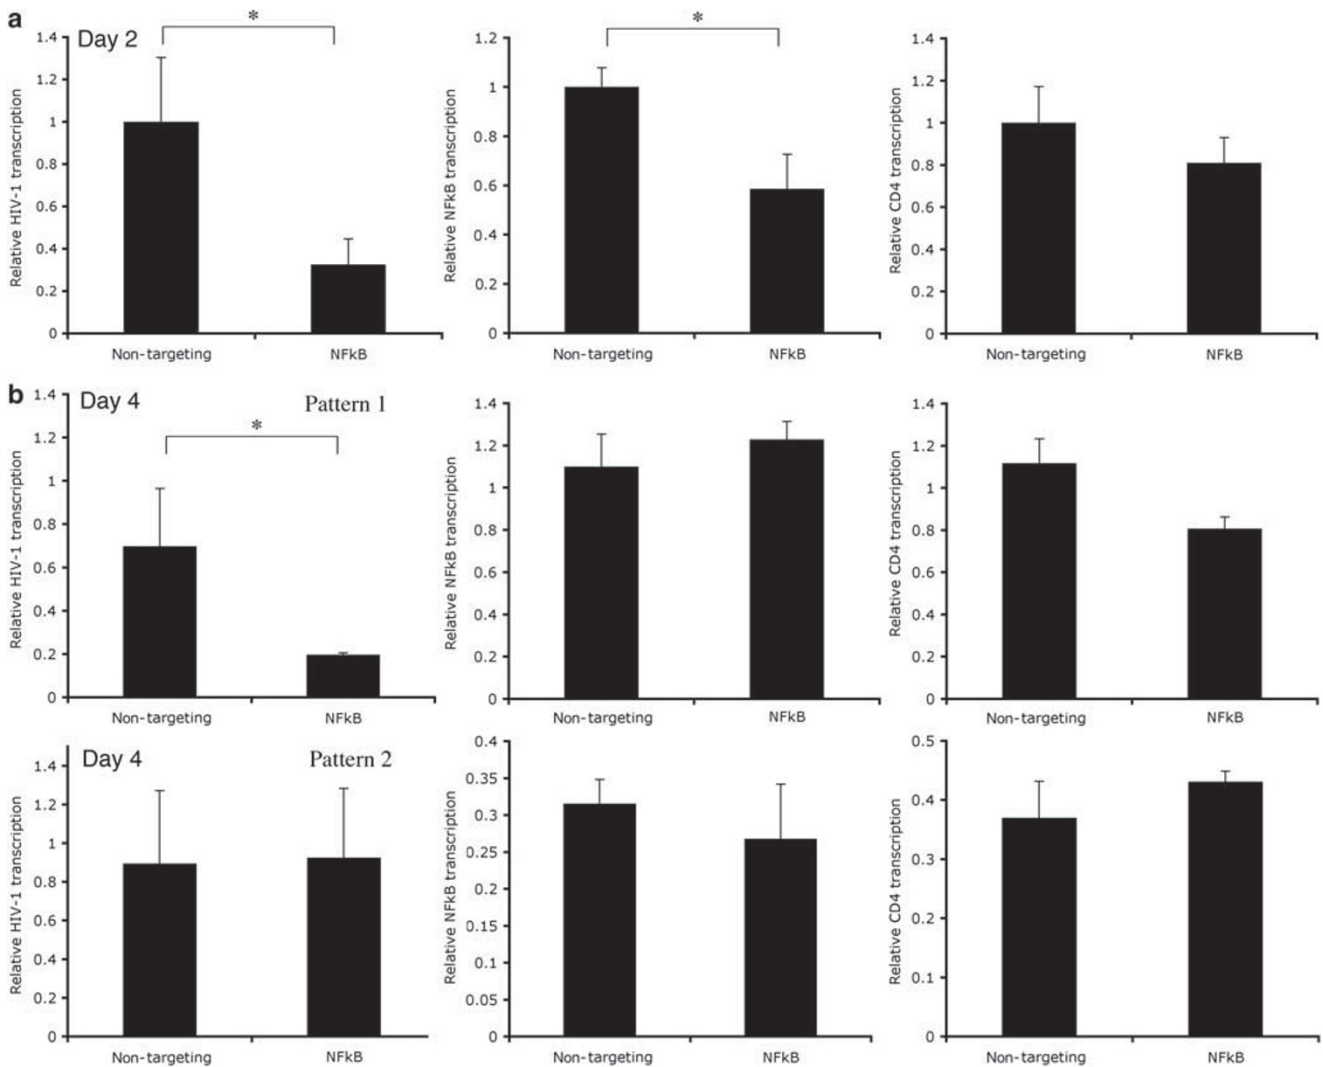 a
Day 2
*
Relative HIV-1 transcription
1.4
1.2
1
0.8
0.6
0.4
0.2
0
Non-targeting
NFkB
*
Relative NFkB transcription
1.2
1
0.8
0.6
0.4
0.2
0
Non-targeting
NFkB
Relative CD4 transcription
1.4
1.2
1
0.8
0.6
0.4
0.2
0
Non-targeting
NFkB
b
Day 4
Pattern 1
*
Relative HIV-1 transcription
1.4
1.2
1
0.8
0.6
0.4
0.2
0
Non-targeting
NFkB
Relative NFkB transcription
1.4
1.2
1
0.8
0.6
0.4
0.2
0
Non-targeting
NFkB
Relative CD4 transcription
1.4
1.2
1
0.8
0.6
0.4
0.2
0
Non-targeting
NFkB
Day 4
Pattern 2
Relative HIV-1 transcription
1.4
1.2
1
0.8
0.6
0.4
0.2
0
Non-targeting
NFkB
Relative NFkB transcription
0.4
0.35
0.3
0.25
0.2
0.15
0.1
0.05
0
Non-targeting
NFkB
Relative CD4 transcription
0.5
0.4
0.3
0.2
0.1
0
Non-targeting
NFkB